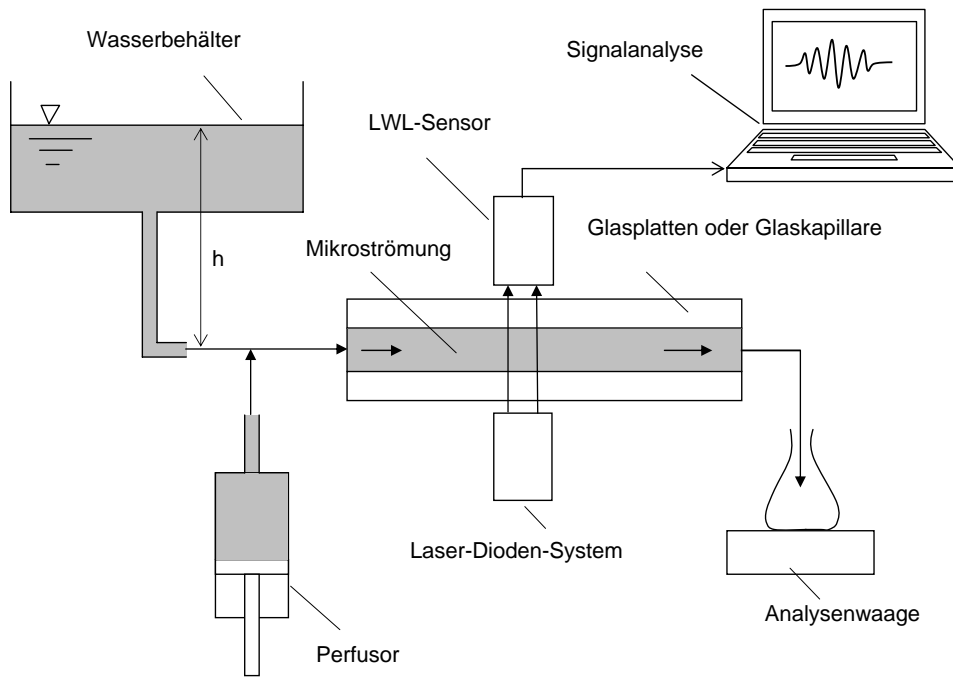 Wasserbehälter
Signalanalyse
LWL-Sensor
Glasplatten oder Glaskapillare
h
Mikroströmung
Laser-Dioden-System
Analysenwaage
Perfusor